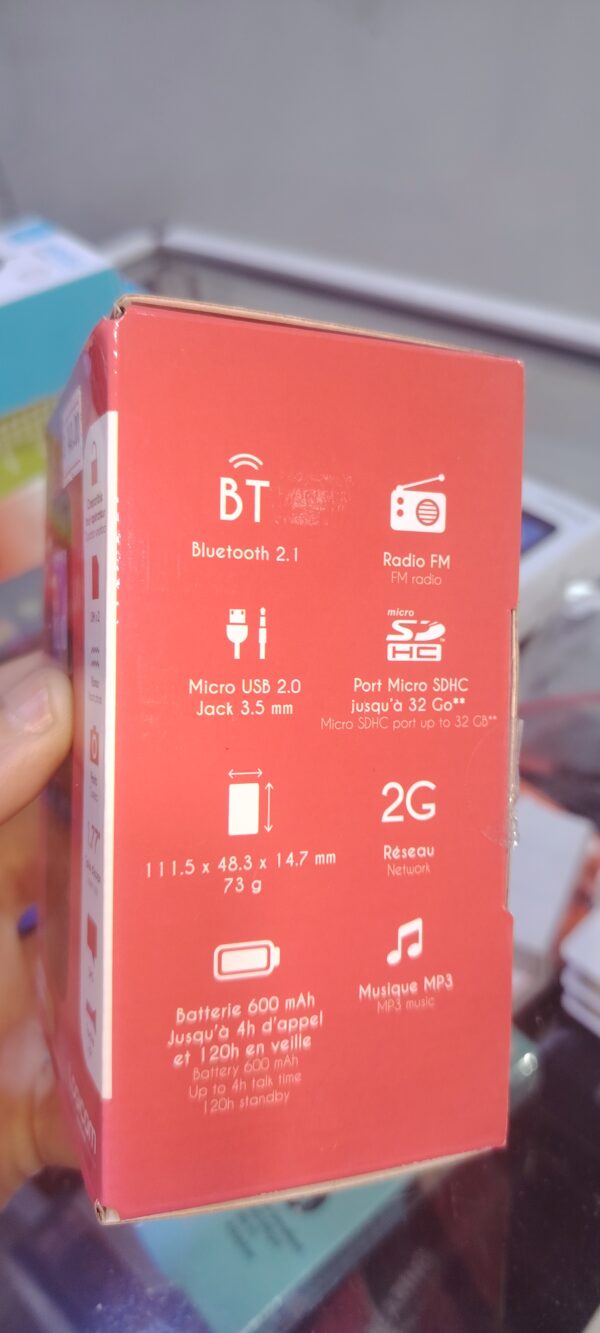 BT
Bluetooth 2.1
Radio FM
FM radio
Micro USB 2.0
Jack 3.5 mm
micro
SD
HC
Port Micro SDHC
jusqu'à 32 Go**
Micro SDHC port up to 32 GB**
111.5 x 48.3 x 14.7 mm
73 g
2G
Réseau
Network
Batterie 600 mAh
Jusqu'à 4h d'appel
et 120h en veille
Battery 600 mAh
Up to 4h talk time
120h standby
Musique MP3
MP3 music
1.77"